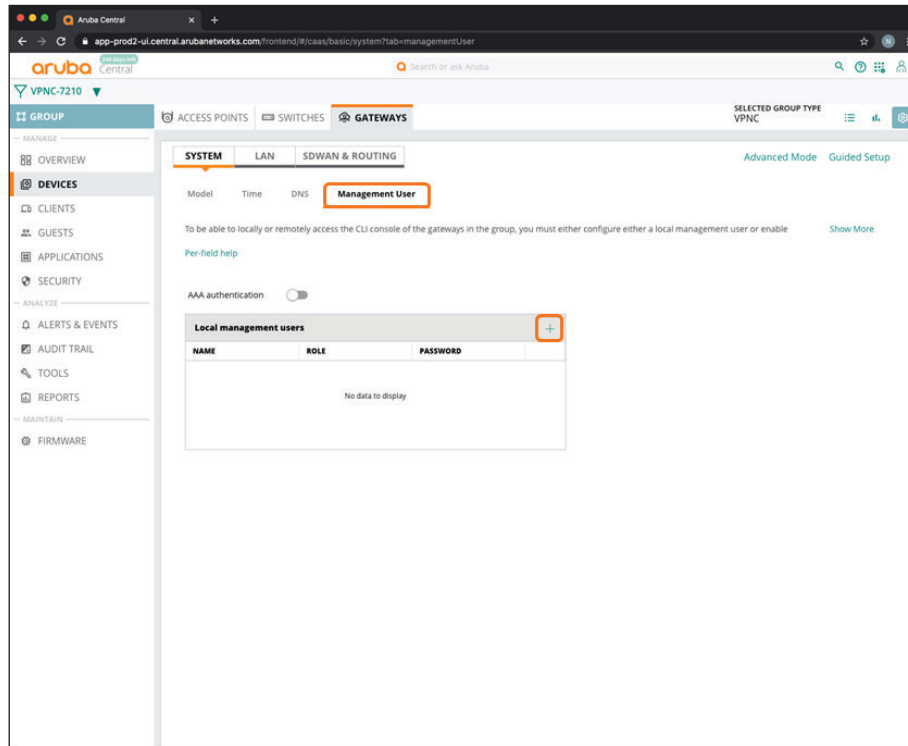 Aruba Central
app-prod2-ui.central.arubanetworks.com/frontend/#/caas/basic/system?tab=managementUser
N
aruba Central
244 days left
Search or ask Aruba
VPNC-7210
GROUP
ACCESS POINTS
SWITCHES
GATEWAYS
SELECTED GROUP TYPE
VPNC
MANAGE
OVERVIEW
DEVICES
CLIENTS
GUESTS
APPLICATIONS
SECURITY
ANALYZE
ALERTS & EVENTS
AUDIT TRAIL
TOOLS
REPORTS
MAINTAIN
FIRMWARE
SYSTEM
LAN
SDWAN & ROUTING
Advanced Mode
Guided Setup
Model
Time
DNS
Management User
To be able to locally or remotely access the CLI console of the gateways in the group, you must either configure either a local management user or enable
Show More
Per-field help
AAA authentication
Local management users
NAME ROLE PASSWORD
No data to display